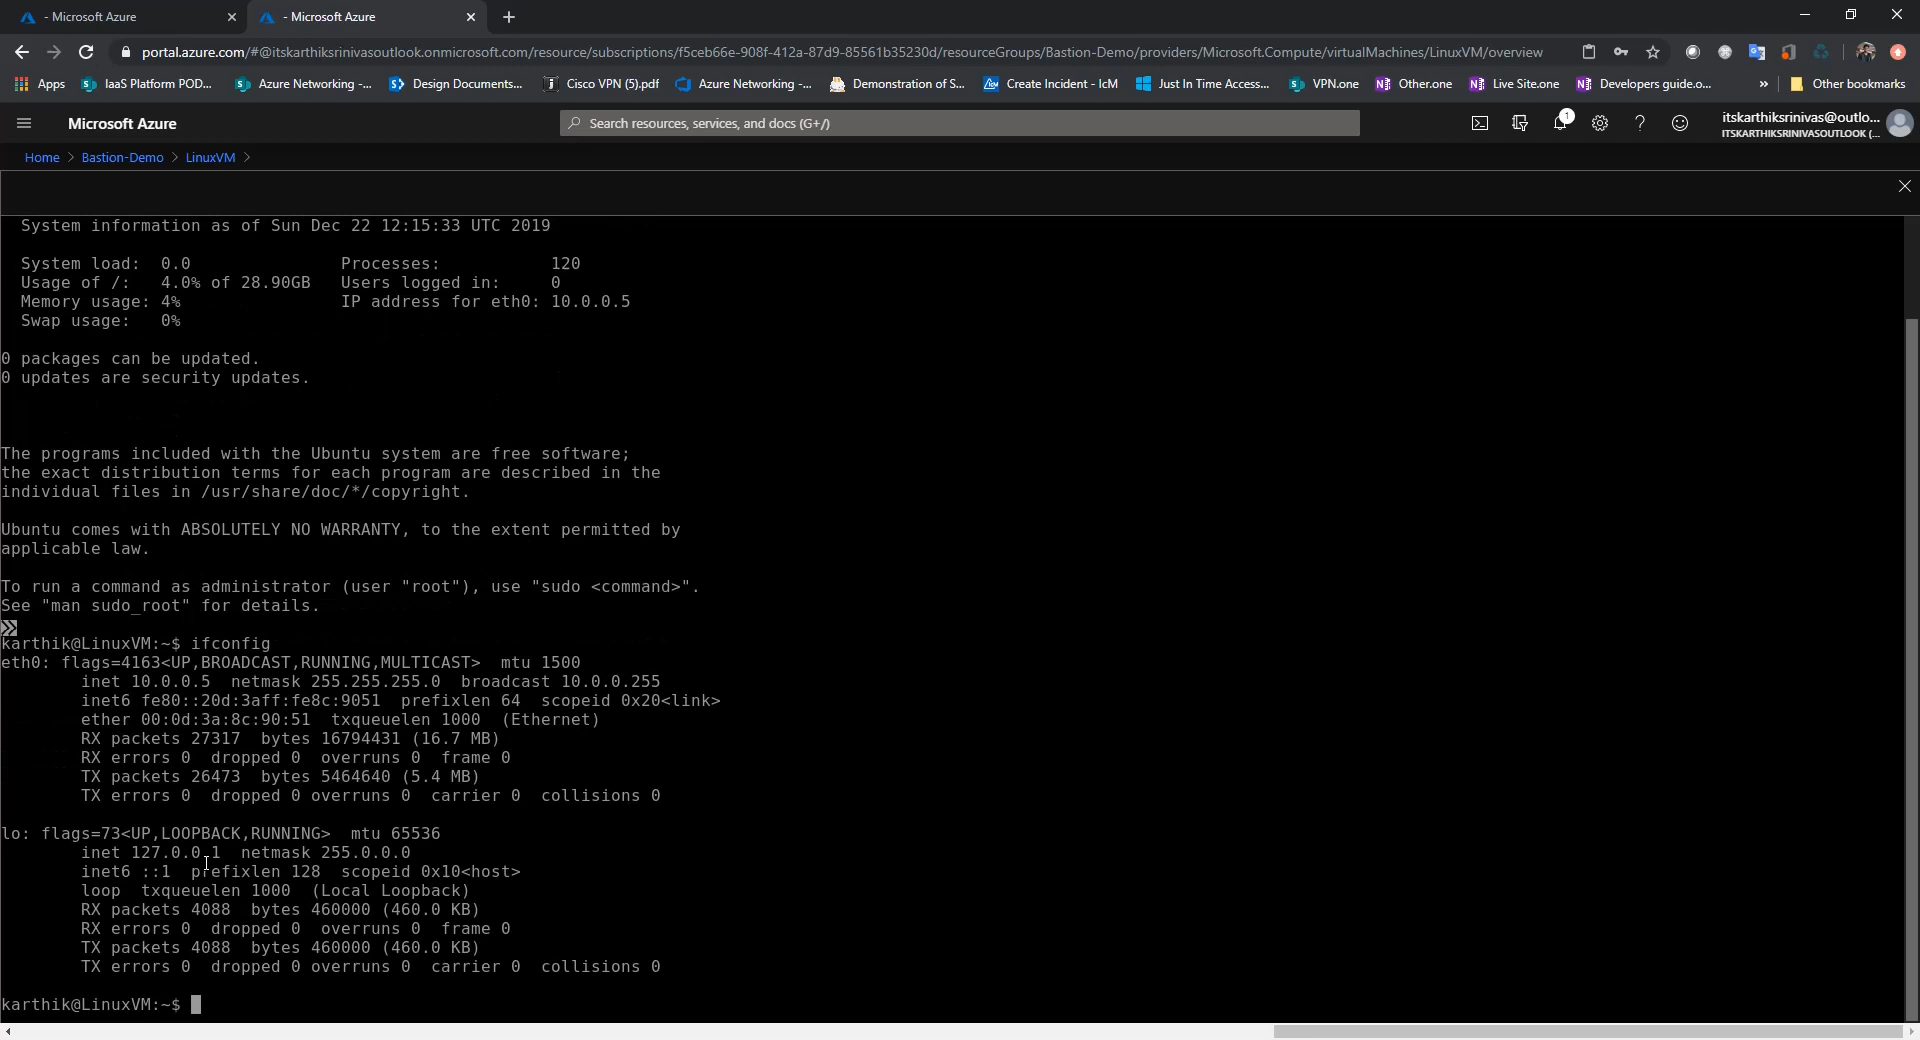 - Microsoft Azure
- Microsoft Azure
portal.azure.com/#@itskarthiksrinivasoutlook.onmicrosoft.com/resource/subscriptions/f5ceb66e-908f-412a-87d9-85561b35230d/resourceGroups/Bastion-Demo/providers/Microsoft.Compute/virtualMachines/LinuxVM/overview
Apps IaaS Platform POD... Azure Networking -... Design Documents... Cisco VPN (5).pdf Azure Networking -... Demonstration of S... Create Incident - IcM Just In Time Access... VPN.one Other.one Live Site.one Developers guide.o... » Other bookmarks
Microsoft Azure
Search resources, services, and docs (G+/)
1
itskarthiksrinivas@outlo...
ITSKARTHIKSRINIVASOUTLOOK (...
Home > Bastion-Demo > LinuxVM >
System information as of Sun Dec 22 12:15:33 UTC 2019
System load: 0.0 Processes: 120
Usage of /: 4.0% of 28.90GB Users logged in: 0
Memory usage: 4% IP address for eth0: 10.0.0.5
Swap usage: 0%
0 packages can be updated.
0 updates are security updates.
The programs included with the Ubuntu system are free software;
the exact distribution terms for each program are described in the
individual files in /usr/share/doc/*/copyright.
Ubuntu comes with ABSOLUTELY NO WARRANTY, to the extent permitted by
applicable law.
To run a command as administrator (user "root"), use "sudo <command>".
See "man sudo_root" for details.
karthik@LinuxVM:~$ ifconfig
eth0: flags=4163<UP,BROADCAST,RUNNING,MULTICAST> mtu 1500
inet 10.0.0.5 netmask 255.255.255.0 broadcast 10.0.0.255
inet6 fe80::20d:3aff:fe8c:9051 prefixlen 64 scopeid 0x20<link>
ether 00:0d:3a:8c:90:51 txqueuelen 1000 (Ethernet)
RX packets 27317 bytes 16794431 (16.7 MB)
RX errors 0 dropped 0 overruns 0 frame 0
TX packets 26473 bytes 5464640 (5.4 MB)
TX errors 0 dropped 0 overruns 0 carrier 0 collisions 0
lo: flags=73<UP,LOOPBACK,RUNNING> mtu 65536
inet 127.0.0.1 netmask 255.0.0.0
inet6 ::1 prefixlen 128 scopeid 0x10<host>
loop txqueuelen 1000 (Local Loopback)
RX packets 4088 bytes 460000 (460.0 KB)
RX errors 0 dropped 0 overruns 0 frame 0
TX packets 4088 bytes 460000 (460.0 KB)
TX errors 0 dropped 0 overruns 0 carrier 0 collisions 0
karthik@LinuxVM:~$